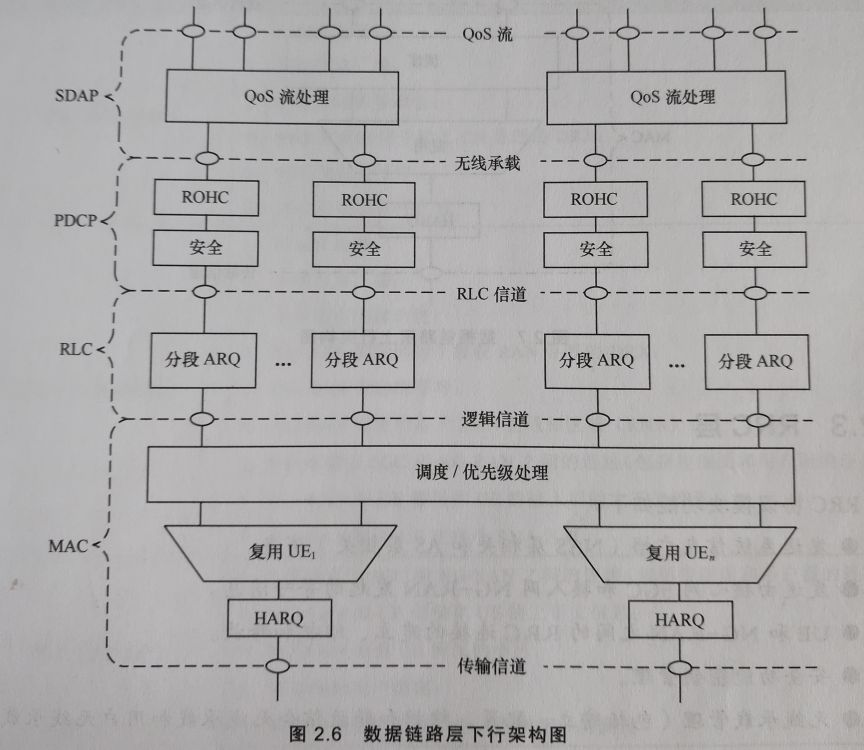 QoS 流
SDAP
QoS 流处理
QoS 流处理
无线承载
ROHC
ROHC
ROHC
ROHC
PDCP
安全
安全
安全
安全
RLC 信道
RLC
分段 ARQ
...
分段 ARQ
分段 ARQ
...
分段 ARQ
逻辑信道
调度 / 优先级处理
MAC
复用 UE₁
复用 UEₙ
HARQ
HARQ
传输信道
图 2.6 数据链路层下行架构图